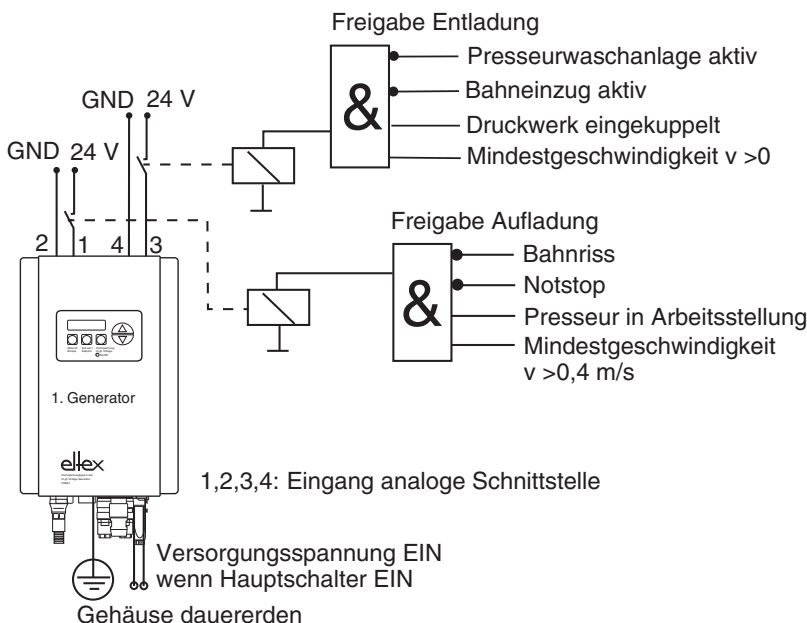 Freigabe Entladung
Presseurwaschanlage aktiv
Bahneinzug aktiv
&
Druckwerk eingekuppelt
Mindestgeschwindigkeit v >0
GND 24 V
GND 24 V
Freigabe Aufladung
Bahnriss
Notstop
&
Presseur in Arbeitsstellung
Mindestgeschwindigkeit
v >0,4 m/s
2 1 4 3
1. Generator
eltex
1,2,3,4: Eingang analoge Schnittstelle
Versorgungsspannung EIN
wenn Hauptschalter EIN
Gehäuse dauererden